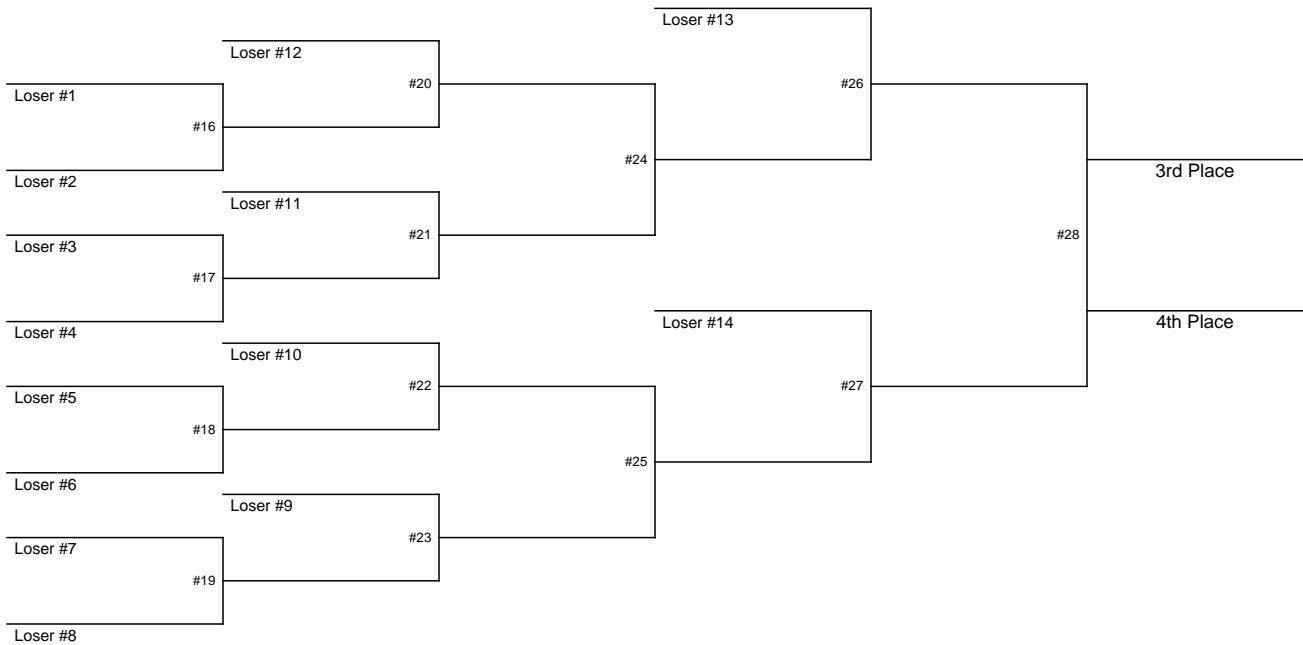 Loser #13
Loser #12
#20
#26
Loser #1
#16
#24
3rd Place
Loser #2
Loser #11
#21
#28
Loser #3
#17
Loser #4
Loser #14
4th Place
Loser #10
#22
#27
Loser #5
#18
#25
Loser #6
Loser #9
#23
Loser #7
#19
Loser #8